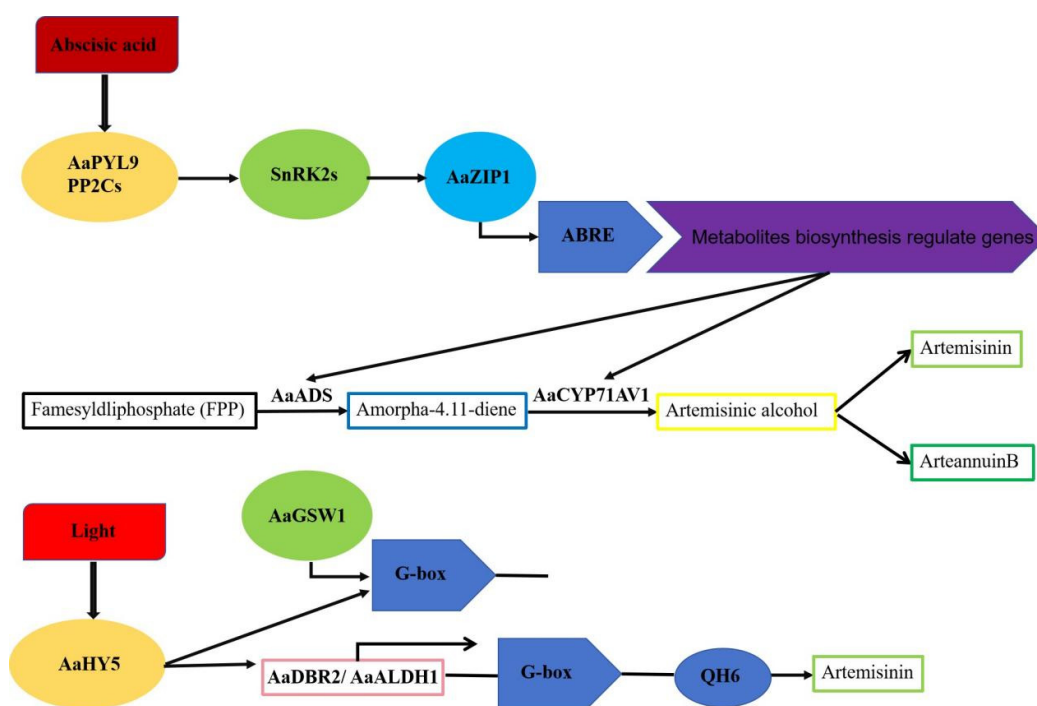 Abscisic acid
AaPYL9
PP2Cs
SnRK2s
AaZIP1
ABRE
Metabolites biosynthesis regulate genes
Artemisinin
AaADS
AaCYP71AV1
Famesyldliphosphate (FPP)
Amorpha-4.11-diene
Artemisinic alcohol
ArteannuinB
AaGSW1
Light
G-box
AaHY5
AaDBR2/ AaALDH1
G-box
QH6
Artemisinin